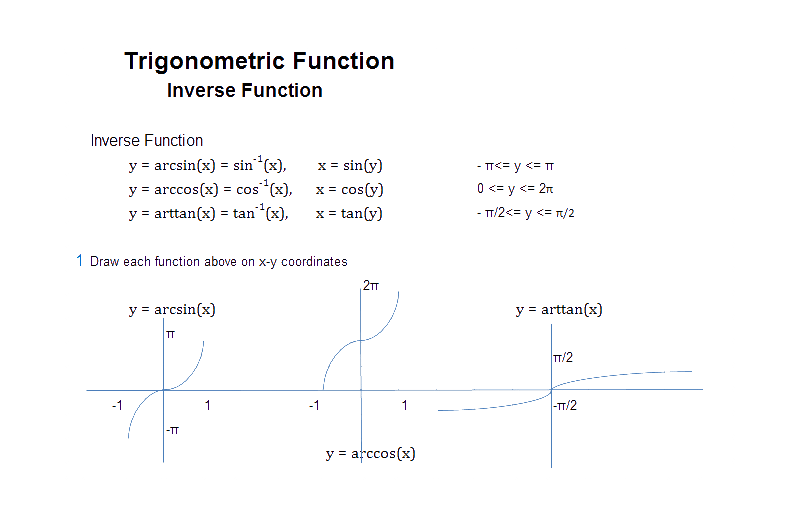 Trigonometric Function
Inverse Function
Inverse Function
y = arcsin(x) = sin⁻¹(x), x = sin(y) - π<= y <= π
y = arccos(x) = cos⁻¹(x), x = cos(y) 0 <= y <= 2π
y = arttan(x) = tan⁻¹(x), x = tan(y) - π/2<= y <= π/2
1 Draw each function above on x-y coordinates
2π
y = arcsin(x) y = arttan(x)
π
π/2
-1 1 -1 1 -π/2
-π
y = arccos(x)